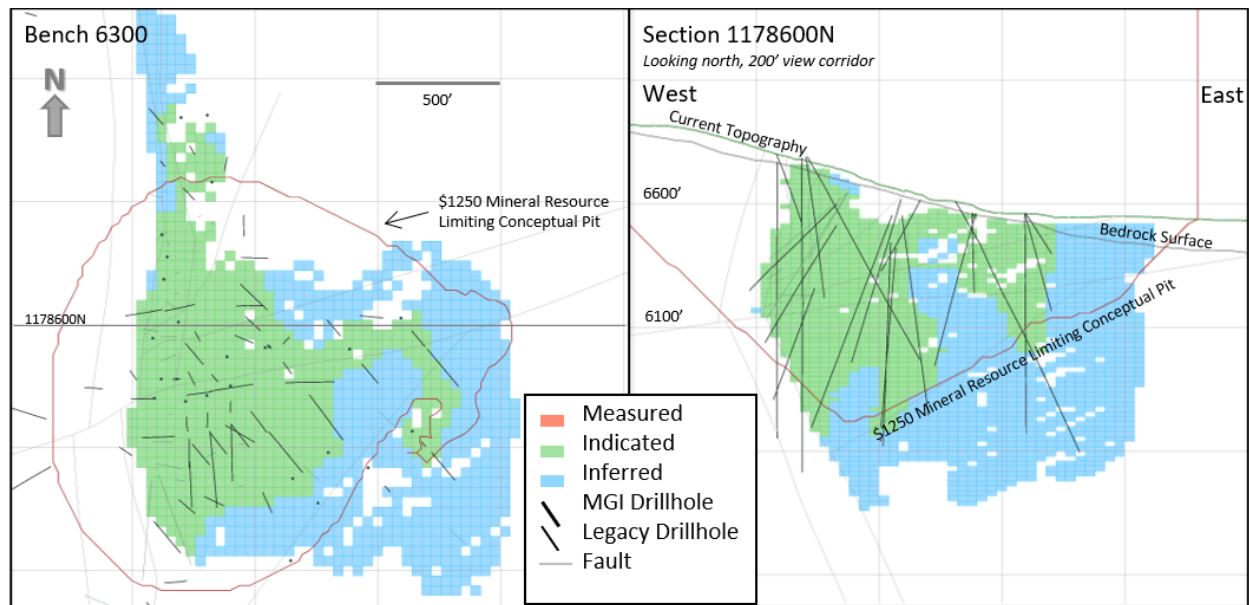 Bench 6300
N
500'
$1250 Mineral Resource
Limiting Conceptual Pit
1178600N
Section 1178600N
Looking north, 200' view corridor
West
East
Current Topography
6600'
Bedrock Surface
6100'
$1250 Mineral Resource Limiting Conceptual Pit
Measured
Indicated
Inferred
MGI Drillhole
Legacy Drillhole
Fault